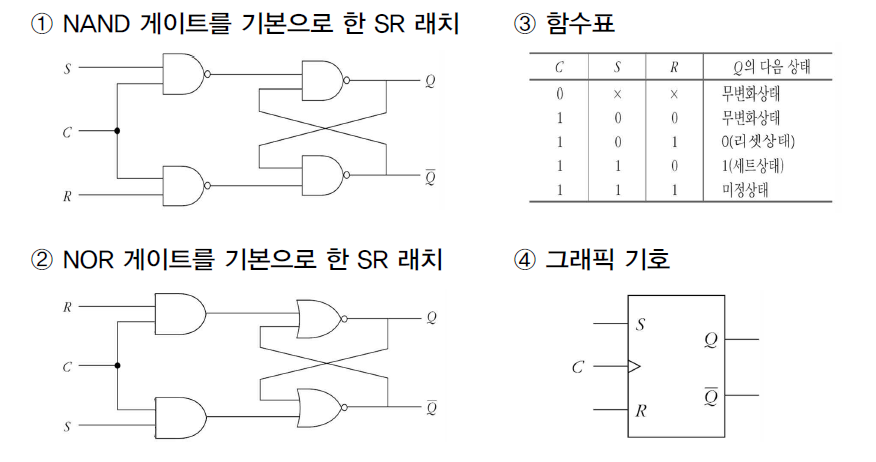 ① NAND 게이트를 기본으로 한 SR 래치
S
C
R
Q
Q̅
③ 함수표
C S R Q의 다음 상태
0 × × 무변화상태
1 0 0 무변화상태
1 0 1 0(리셋상태)
1 1 0 1(세트상태)
1 1 1 미정상태
② NOR 게이트를 기본으로 한 SR 래치
R
C
S
Q
Q̅
④ 그래픽 기호
S
C
R
Q
Q̅